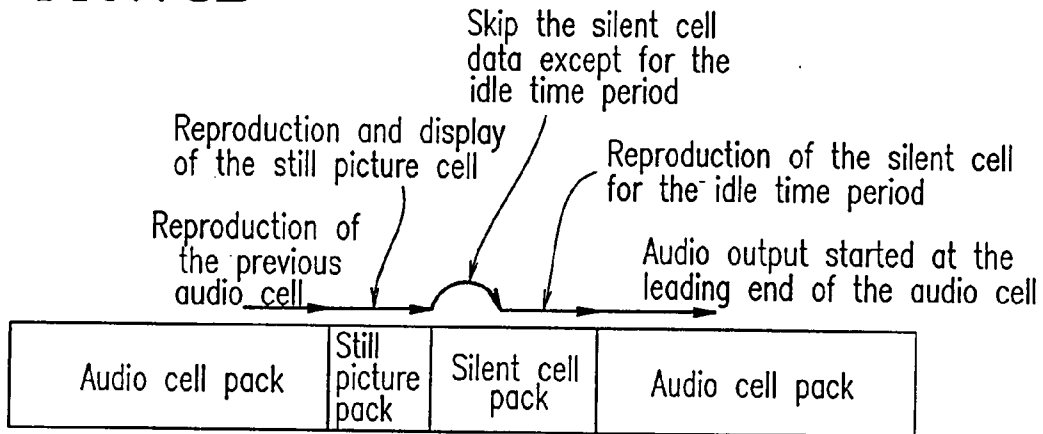 Skip the silent cell
data except for the
idle time period
Reproduction and display
of the still picture cell
Reproduction of the silent cell
for the idle time period
Reproduction of
the previous
audio cell
Audio output started at the
leading end of the audio cell
Audio cell pack
Still
picture
pack
Silent cell
pack
Audio cell pack